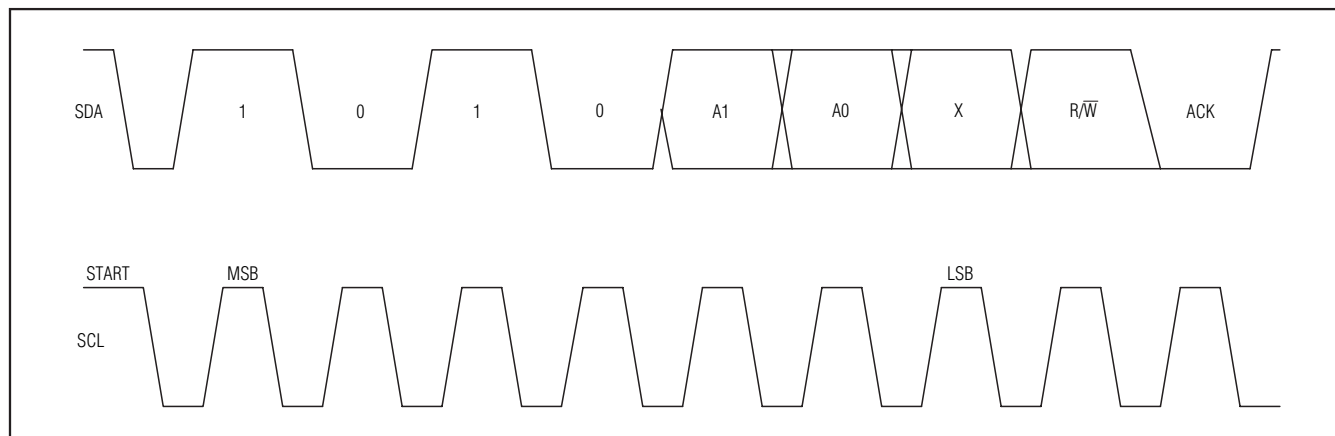 SDA 1 0 1 0 A1 A0 X R/W̅ ACK
START MSB LSB
SCL